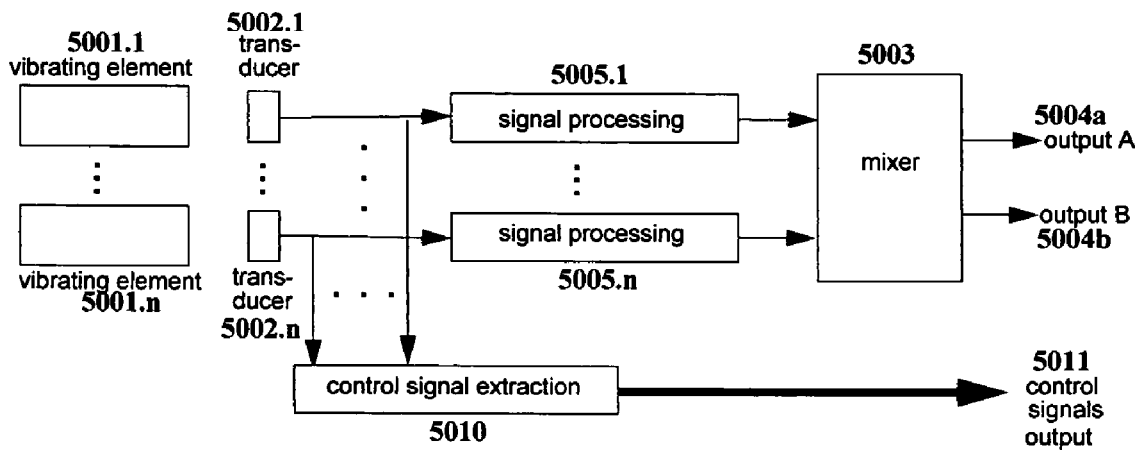 5001.1
vibrating element
5002.1
trans-
ducer
5005.1
signal processing
5003
mixer
5004a
output A
output B
5004b
signal processing
5005.n
vibrating element
5001.n
trans-
ducer
5002.n
control signal extraction
5010
5011
control
signals
output